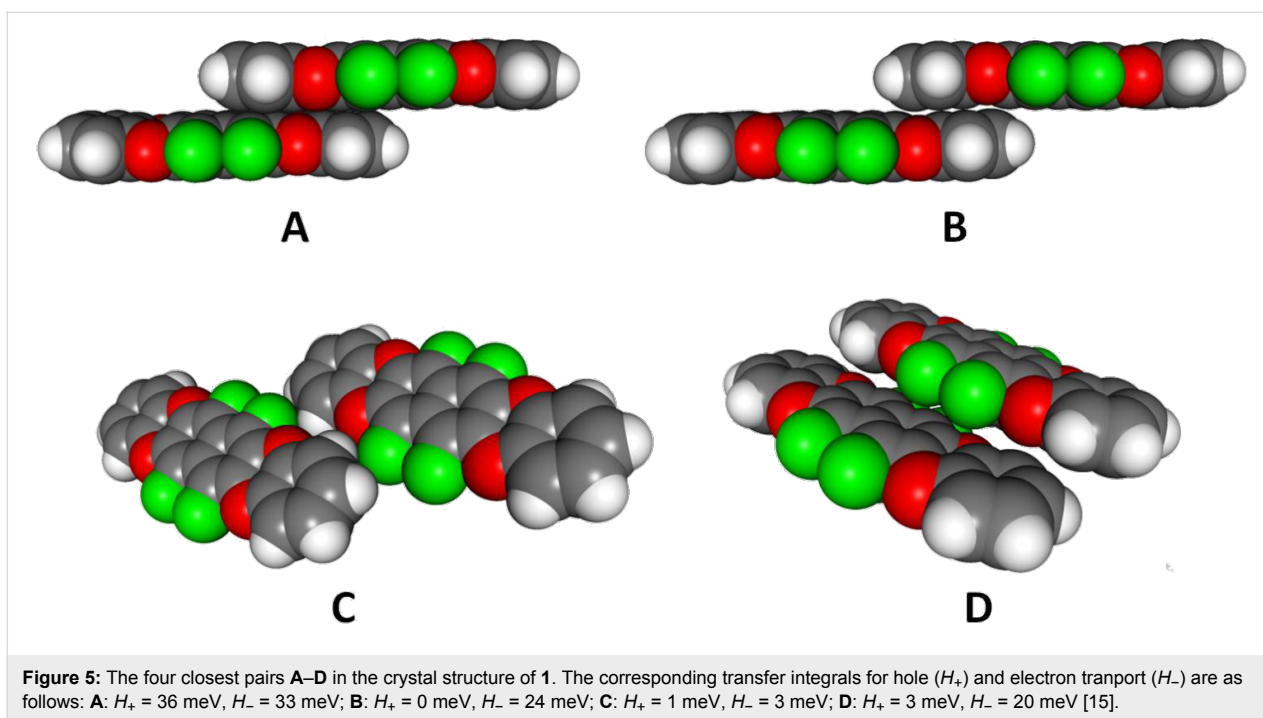 A
B
C
D
Figure 5: The four closest pairs A–D in the crystal structure of 1. The corresponding transfer integrals for hole (H+) and electron tranport (H−) are as
follows: A: H+ = 36 meV, H− = 33 meV; B: H+ = 0 meV, H− = 24 meV; C: H+ = 1 meV, H− = 3 meV; D: H+ = 3 meV, H− = 20 meV [15].